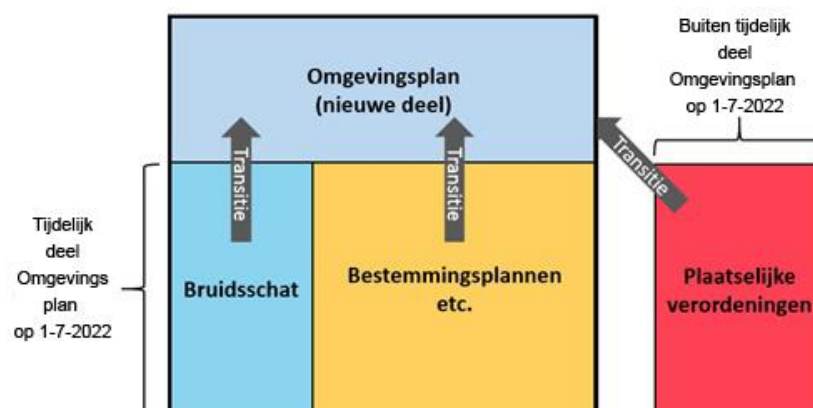 Omgevingsplan
(nieuwe deel)
Buiten tijdelijk
deel
Omgevingsplan
op 1-7-2022
Transitie
Transitie
Transitie
Tijdelijk
deel
Omgevings
plan
op 1-7-2022
Bruidsschat
Bestemmingsplannen
etc.
Plaatselijke
verordeningen